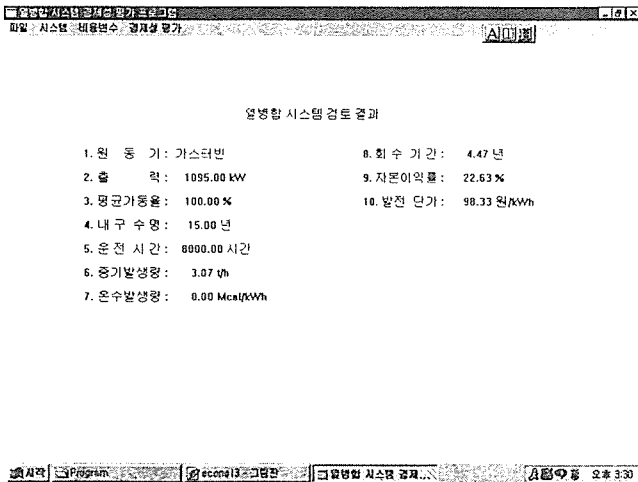 열병합 시스템 경제성 평가 프로그램
파일 시스템 비용변수 경제성 평가
열병합 시스템 검토 결과
1. 원 동 기 : 가스터빈
2. 출 력 : 1095.00 kW
3. 평균가동율 : 100.00 %
4. 내 구 수 명 : 15.00 년
5. 운 전 시 간 : 8000.00 시간
6. 증기발생량 : 3.07 t/h
7. 온수발생량 : 0.00 Mcal/kWh
8. 회 수 기 간 : 4.47 년
9. 자본이익률 : 22.63 %
10. 발전 단가 : 98.33 원/kWh
시작 Program econal3 - 그림판 열병합 시스템 경제... 오후 3:30